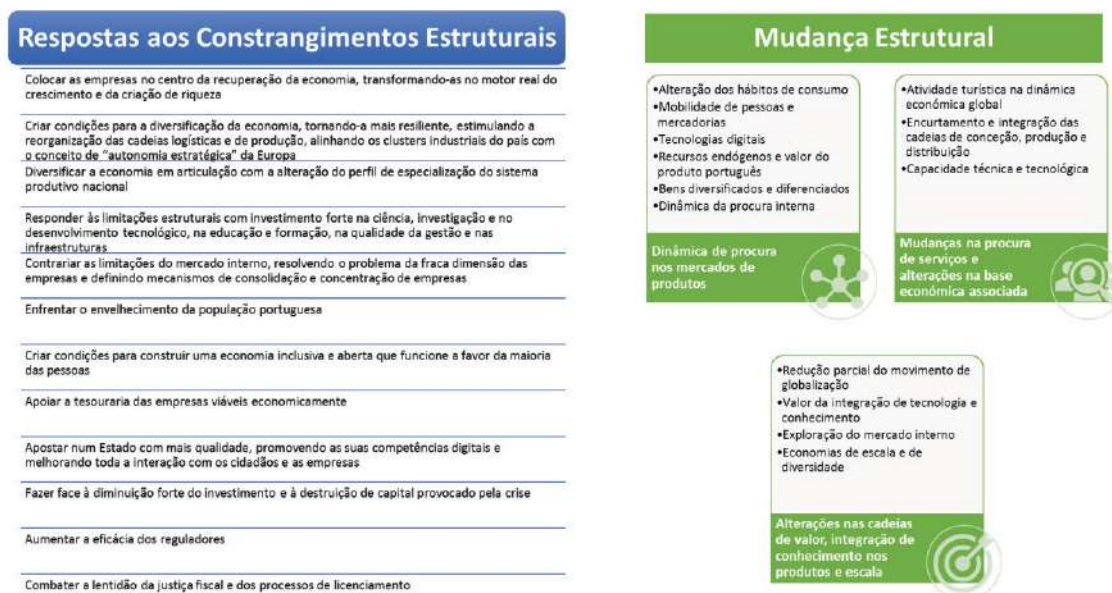 Respostas aos Constrangimentos Estruturais
Colocar as empresas no centro da recuperação da economia, transformando-as no motor real do
crescimento e da criação de riqueza
Criar condições para a diversificação da economia, tornando-a mais resiliente, estimulando a
reorganização das cadeias logísticas e de produção, alinhando os clusters industriais do país com
o conceito de “autonomia estratégica” da Europa
Diversificar a economia em articulação com a alteração do perfil de especialização do sistema
produtivo nacional
Responder às limitações estruturais com investimento forte na ciência, investigação e no
desenvolvimento tecnológico, na educação e formação, na qualidade da gestão e nas
infraestruturas
Contrariar as limitações do mercado interno, resolvendo o problema da fraca dimensão das
empresas e definindo mecanismos de consolidação e concentração de empresas
Enfrentar o envelhecimento da população portuguesa
Criar condições para construir uma economia inclusiva e aberta que funcione a favor da maioria
das pessoas
Apoiar a tesouraria das empresas viáveis economicamente
Apostar num Estado com mais qualidade, promovendo as suas competências digitais e
melhorando toda a interação com os cidadãos e as empresas
Fazer face à diminuição forte do investimento e à destruição de capital provocado pela crise
Aumentar a eficácia dos reguladores
Combater a lentidão da justiça fiscal e dos processos de licenciamento
Mudança Estrutural
•Alteração dos hábitos de consumo
•Mobilidade de pessoas e
mercadorias
•Tecnologias digitais
•Recursos endógenos e valor do
produto português
•Bens diversificados e diferenciados
•Dinâmica da procura interna
Dinâmica de procura
nos mercados de
produtos
•Atividade turística na dinâmica
económica global
•Encurtamento e integração das
cadeias de conceção, produção e
distribuição
•Capacidade técnica e tecnológica
Mudanças na procura
de serviços e
alterações na base
económica associada
•Redução parcial do movimento de
globalização
•Valor da integração de tecnologia e
conhecimento
•Exploração do mercado interno
•Economias de escala e de
diversidade
Alterações nas cadeias
de valor, integração de
conhecimento nos
produtos e escala